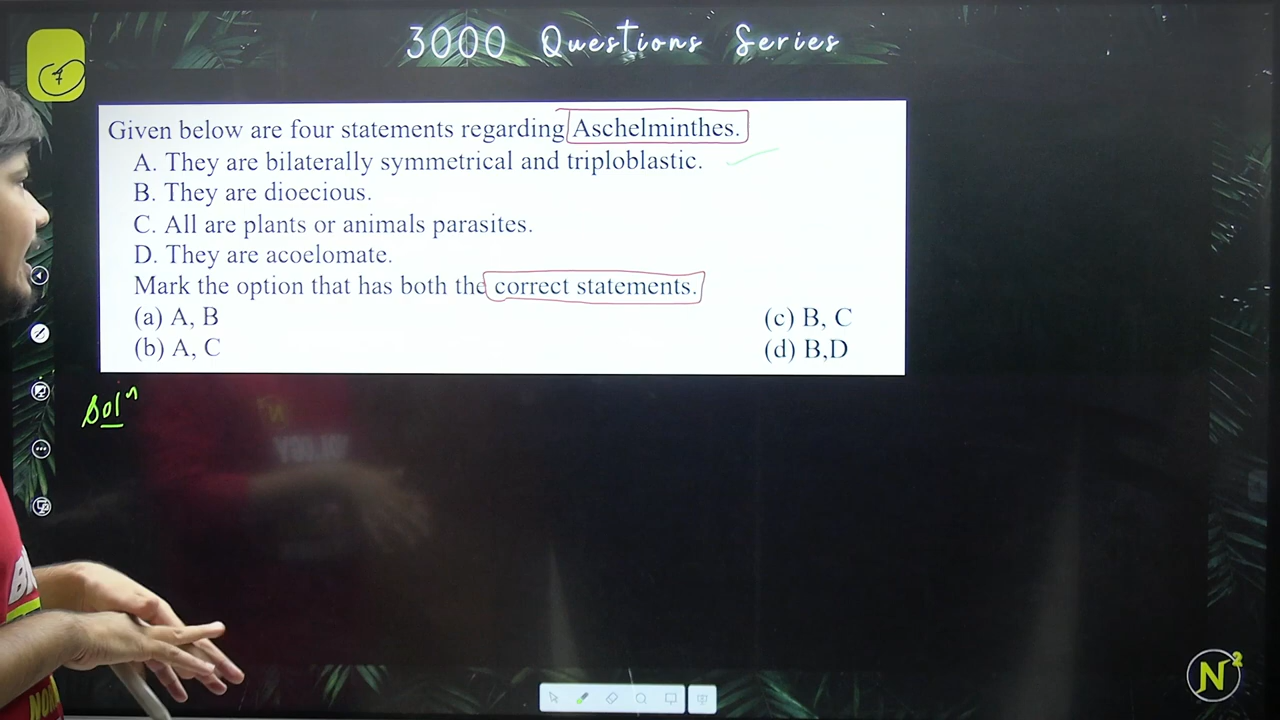 3000 Questions Series
7
Given below are four statements regarding Aschelminthes.
A. They are bilaterally symmetrical and triploblastic.
B. They are dioecious.
C. All are plants or animals parasites.
D. They are acoelomate.
Mark the option that has both the correct statements.
(a) A, B
(c) B, C
(b) A, C
(d) B,D
Solⁿ
N²